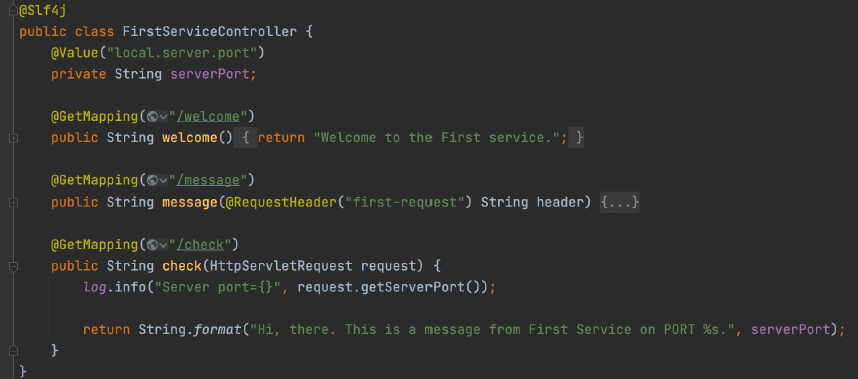 @Slf4j
public class FirstServiceController {
@Value("local.server.port")
private String serverPort;
@GetMapping("/welcome")
public String welcome() { return "Welcome to the First service."; }
@GetMapping("/message")
public String message(@RequestHeader("first-request") String header) {...}
@GetMapping("/check")
public String check(HttpServletRequest request) {
log.info("Server port={}", request.getServerPort());
return String.format("Hi, there. This is a message from First Service on PORT %s.", serverPort);
}
}